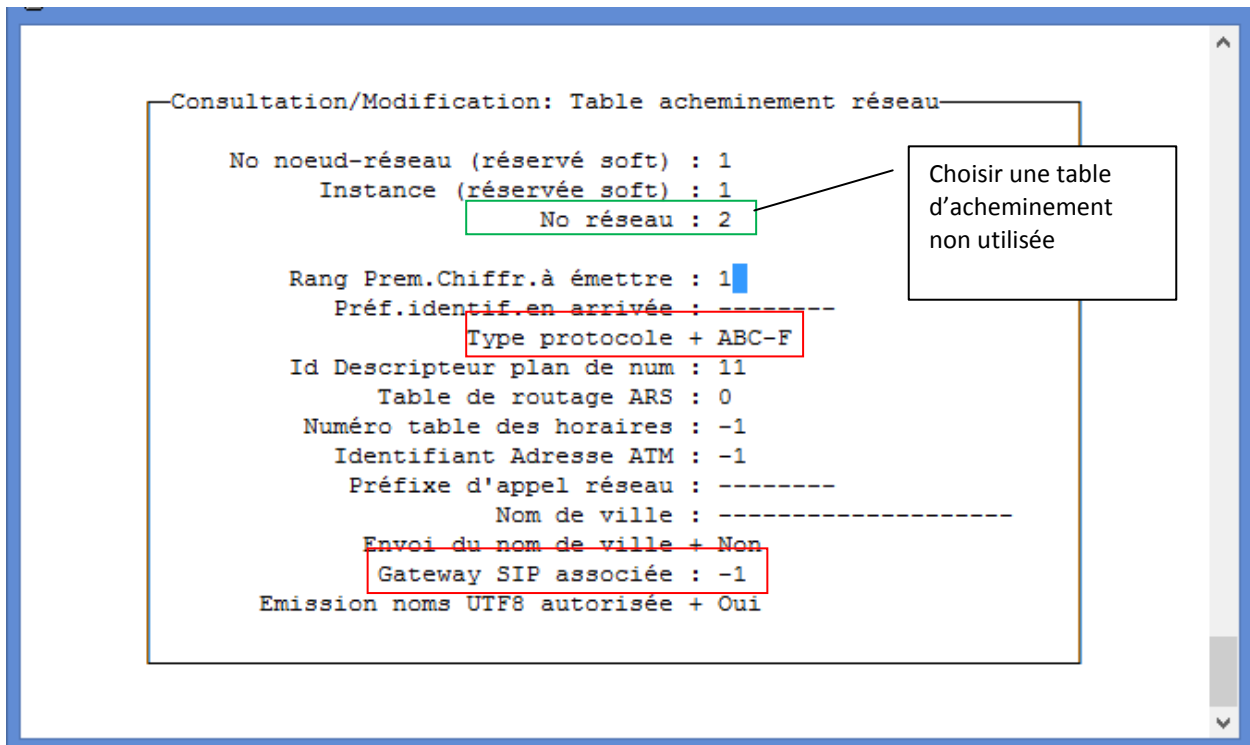 Consultation/Modification: Table acheminement réseau
No noeud-réseau (réservé soft) : 1
Instance (réservée soft) : 1
No réseau : 2
Choisir une table
d’acheminement
non utilisée
Rang Prem.Chiffr.à émettre : 1
Préf.identif.en arrivée : --------
Type protocole + ABC-F
Id Descripteur plan de num : 11
Table de routage ARS : 0
Numéro table des horaires : -1
Identifiant Adresse ATM : -1
Préfixe d'appel réseau : --------
Nom de ville : --------------------
Envoi du nom de ville + Non
Gateway SIP associée : -1
Emission noms UTF8 autorisée + Oui